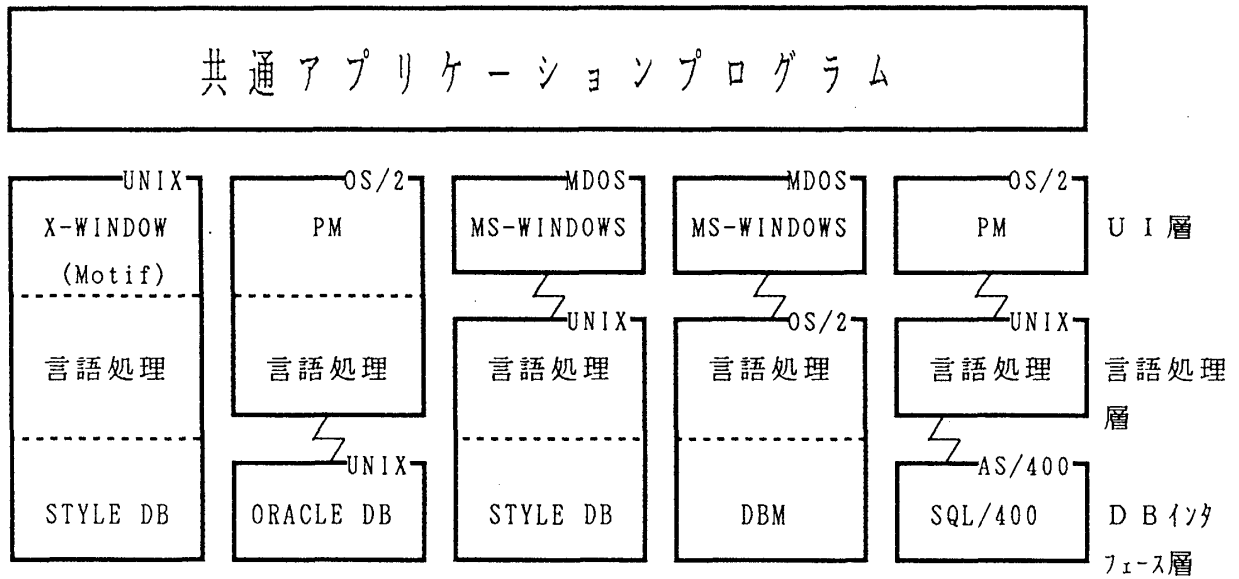 共通アプリケーションプログラム
UNIX OS/2 MDOS MDOS OS/2
X-WINDOW PM MS-WINDOWS MS-WINDOWS PM UI層
(Motif)
UNIX OS/2 UNIX
言語処理 言語処理 言語処理 言語処理 言語処理 言語処理
層
UNIX AS/400
STYLE DB ORACLE DB STYLE DB DBM SQL/400 DBインタ
フェース層